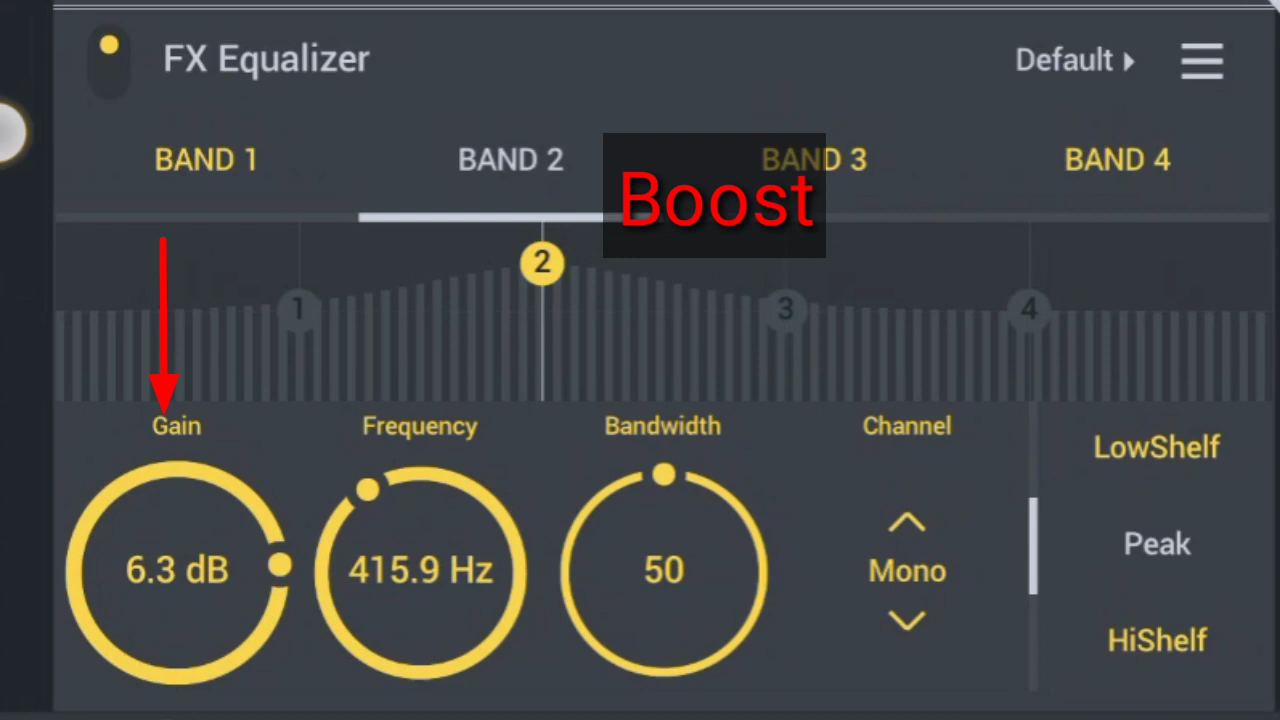 FX Equalizer
Default
BAND 1
BAND 2
BAND 3
BAND 4
Boost
1
2
3
4
Gain
Frequency
Bandwidth
Channel
LowShelf
6.3 dB
415.9 Hz
50
Mono
Peak
HiShelf